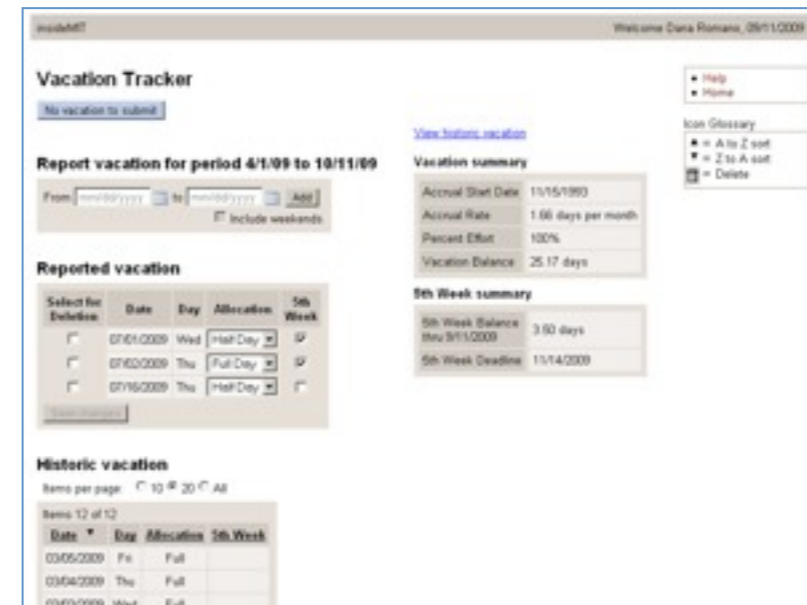 insideMIT
Welcome Dana Romano, 09/11/2009
Vacation Tracker
No vacation to submit
Report vacation for period 4/1/09 to 10/11/09
From mm/dd/yyyy to mm/dd/yyyy Add
Include weekends
Reported vacation
Select for Deletion Date Day Allocation 5th Week
07/01/2009 Wed Half Day
07/02/2009 Thu Full Day
07/16/2009 Thu Half Day
Save changes
Historic vacation
Items per page: 10 20 All
Items 12 of 12
Date Day Allocation 5th Week
03/05/2009 Fri Full
03/04/2009 Thu Full
03/03/2009 Wed Full
View historic vacation
Vacation summary
Accrual Start Date 11/15/1993
Accrual Rate 1.66 days per month
Percent Effort 100%
Vacation Balance 25.17 days
5th Week summary
5th Week Balance thru 9/11/2009 3.50 days
5th Week Deadline 11/14/2009
Help
Home
Icon Glossary
▲ = A to Z sort
▼ = Z to A sort
= Delete